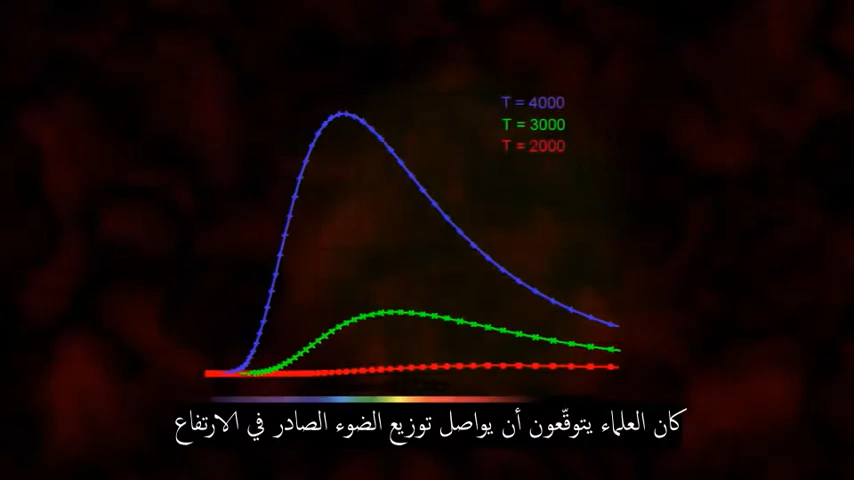 T = 4000
T = 3000
T = 2000
كان العلماء يتوقّعون أن يواصل توزيع الضوء الصادر في الارتفاع